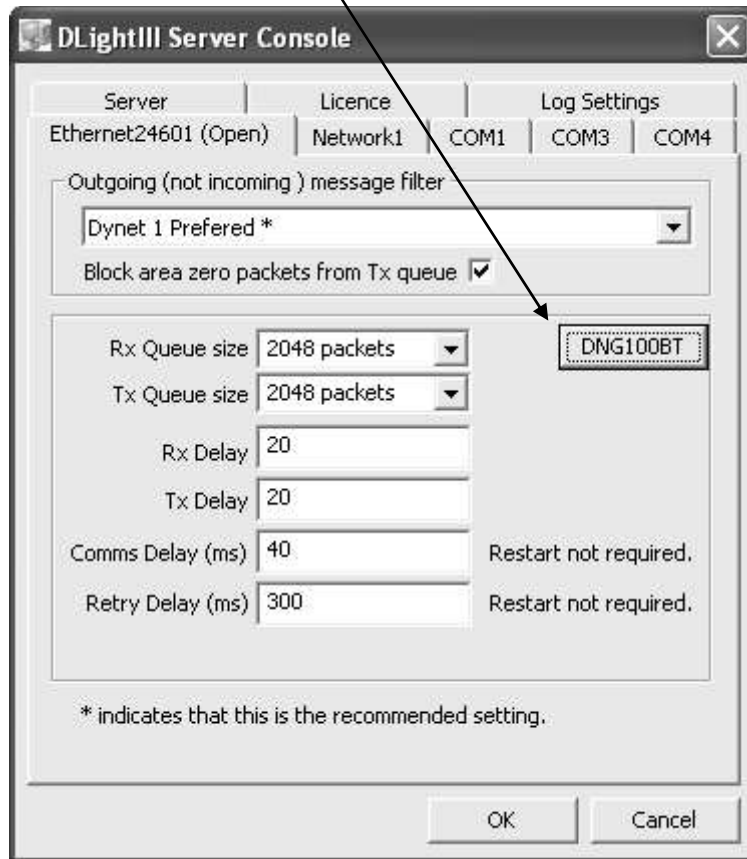 DLightIII Server Console
Server Licence Log Settings
Ethernet24601 (Open) Network1 COM1 COM3 COM4
Outgoing (not incoming ) message filter
Dynet 1 Prefered *
Block area zero packets from Tx queue
Rx Queue size 2048 packets DNG100BT
Tx Queue size 2048 packets
Rx Delay 20
Tx Delay 20
Comms Delay (ms) 40 Restart not required.
Retry Delay (ms) 300 Restart not required.
* indicates that this is the recommended setting.
OK Cancel